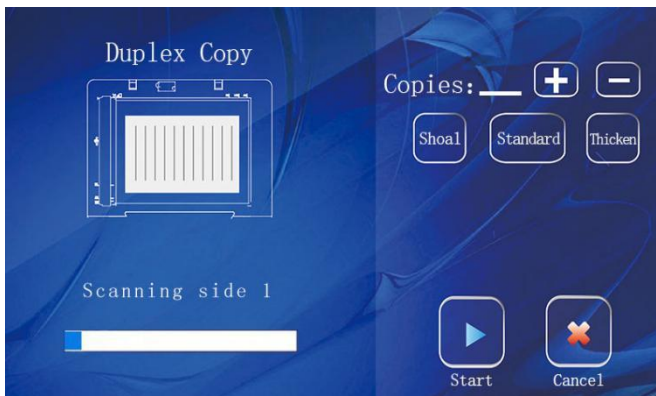 Duplex Copy
Scanning side 1
Copies:
Shoal Standard Thicken
Start Cancel